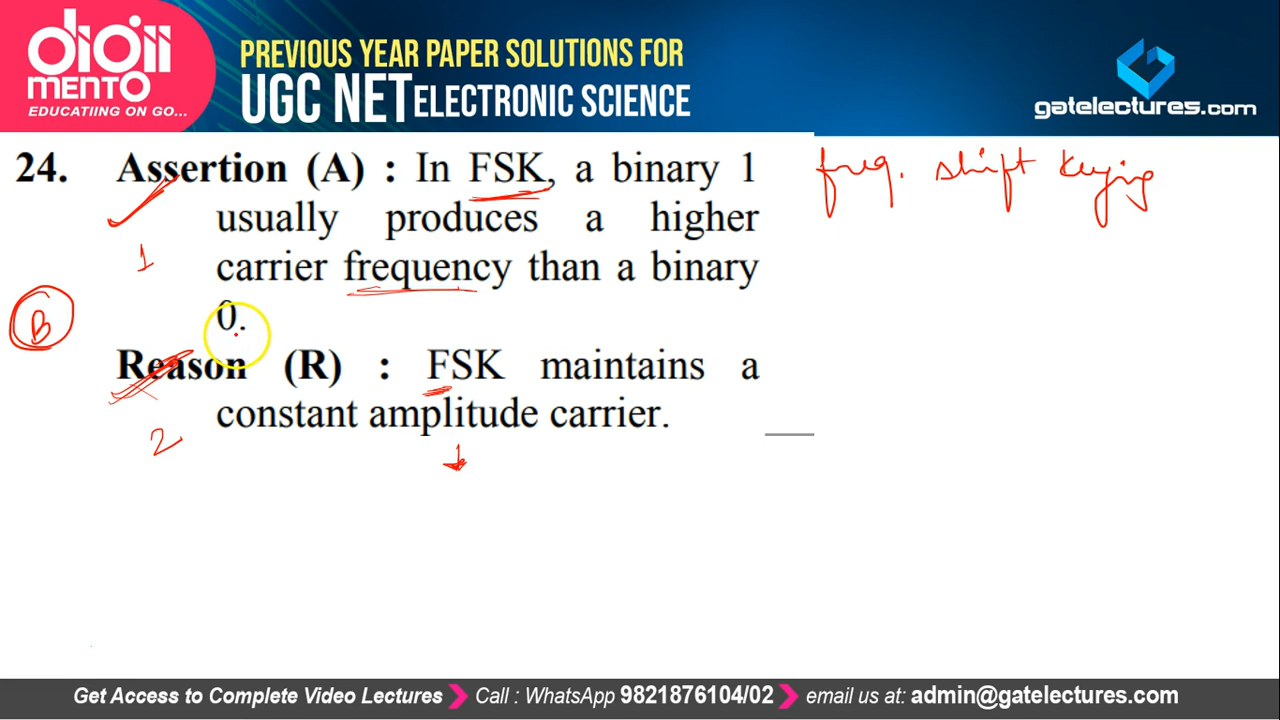 digii
MENTO
EDUCATIING ON GO...
PREVIOUS YEAR PAPER SOLUTIONS FOR
UGC NET ELECTRONIC SCIENCE
gatelectures.com
24. Assertion (A) : In FSK, a binary 1
usually produces a higher
carrier frequency than a binary
0.
Reason (R) : FSK maintains a
constant amplitude carrier.
freq. shift keying
1
B
2
Get Access to Complete Video Lectures Call : WhatsApp 9821876104/02 email us at: admin@gatelectures.com